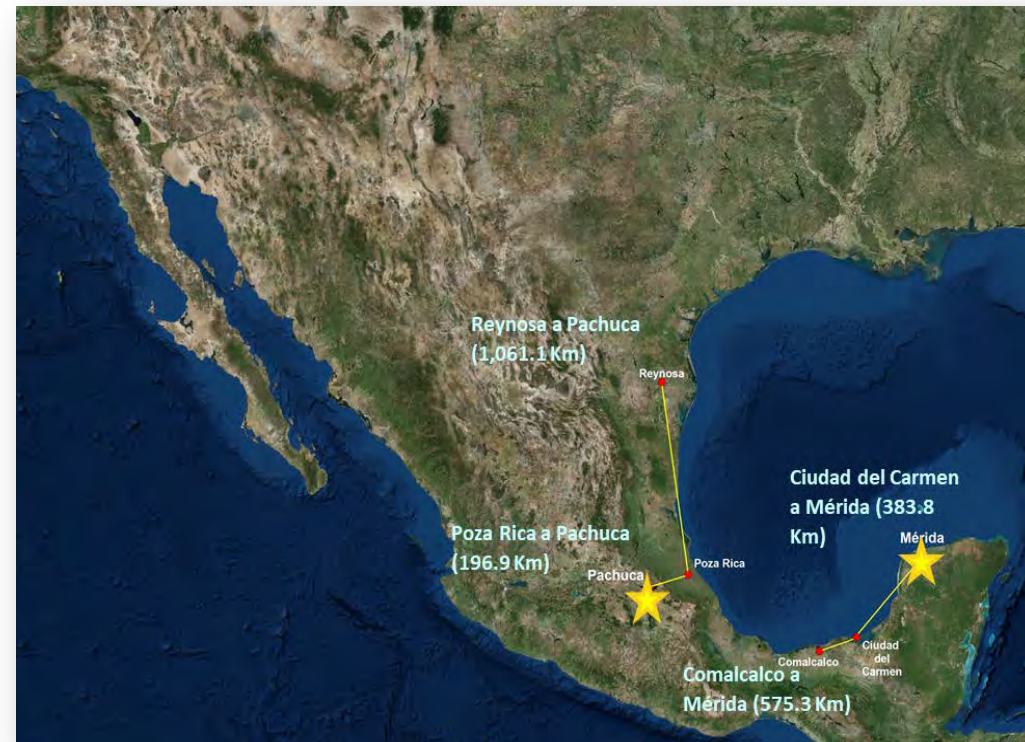 Reynosa a Pachuca
(1,061.1 Km)
Reynosa
Ciudad del Carmen
a Mérida (383.8
Km)
Mérida
Poza Rica a Pachuca
(196.9 Km)
Pachuca
Poza Rica
Comalcalco
Ciudad
del
Carmen
Comalcalco a
Mérida (575.3 Km)